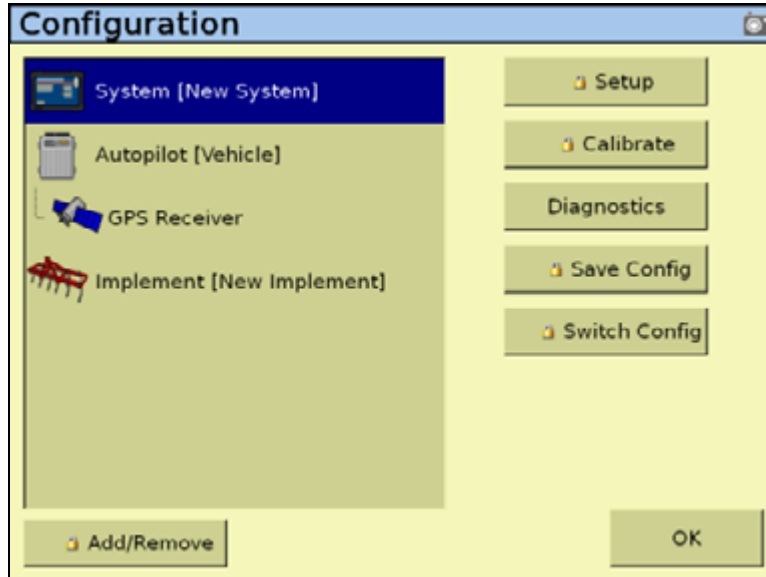 Configuration
System [New System]
Autopilot [Vehicle]
GPS Receiver
Implement [New Implement]
Setup
Calibrate
Diagnostics
Save Config
Switch Config
Add/Remove
OK